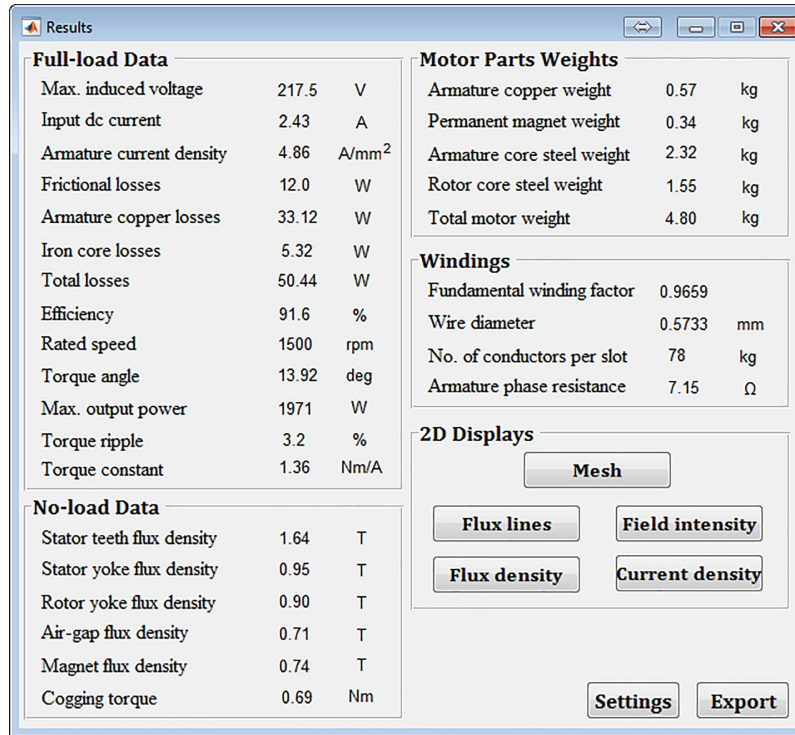 Results
Full-load Data
Max. induced voltage 217.5 V
Input dc current 2.43 A
Armature current density 4.86 A/mm²
Frictional losses 12.0 W
Armature copper losses 33.12 W
Iron core losses 5.32 W
Total losses 50.44 W
Efficiency 91.6 %
Rated speed 1500 rpm
Torque angle 13.92 deg
Max. output power 1971 W
Torque ripple 3.2 %
Torque constant 1.36 Nm/A
No-load Data
Stator teeth flux density 1.64 T
Stator yoke flux density 0.95 T
Rotor yoke flux density 0.90 T
Air-gap flux density 0.71 T
Magnet flux density 0.74 T
Cogging torque 0.69 Nm
Motor Parts Weights
Armature copper weight 0.57 kg
Permanent magnet weight 0.34 kg
Armature core steel weight 2.32 kg
Rotor core steel weight 1.55 kg
Total motor weight 4.80 kg
Windings
Fundamental winding factor 0.9659
Wire diameter 0.5733 mm
No. of conductors per slot 78 kg
Armature phase resistance 7.15 Ω
2D Displays
Mesh
Flux lines Field intensity
Flux density Current density
Settings Export